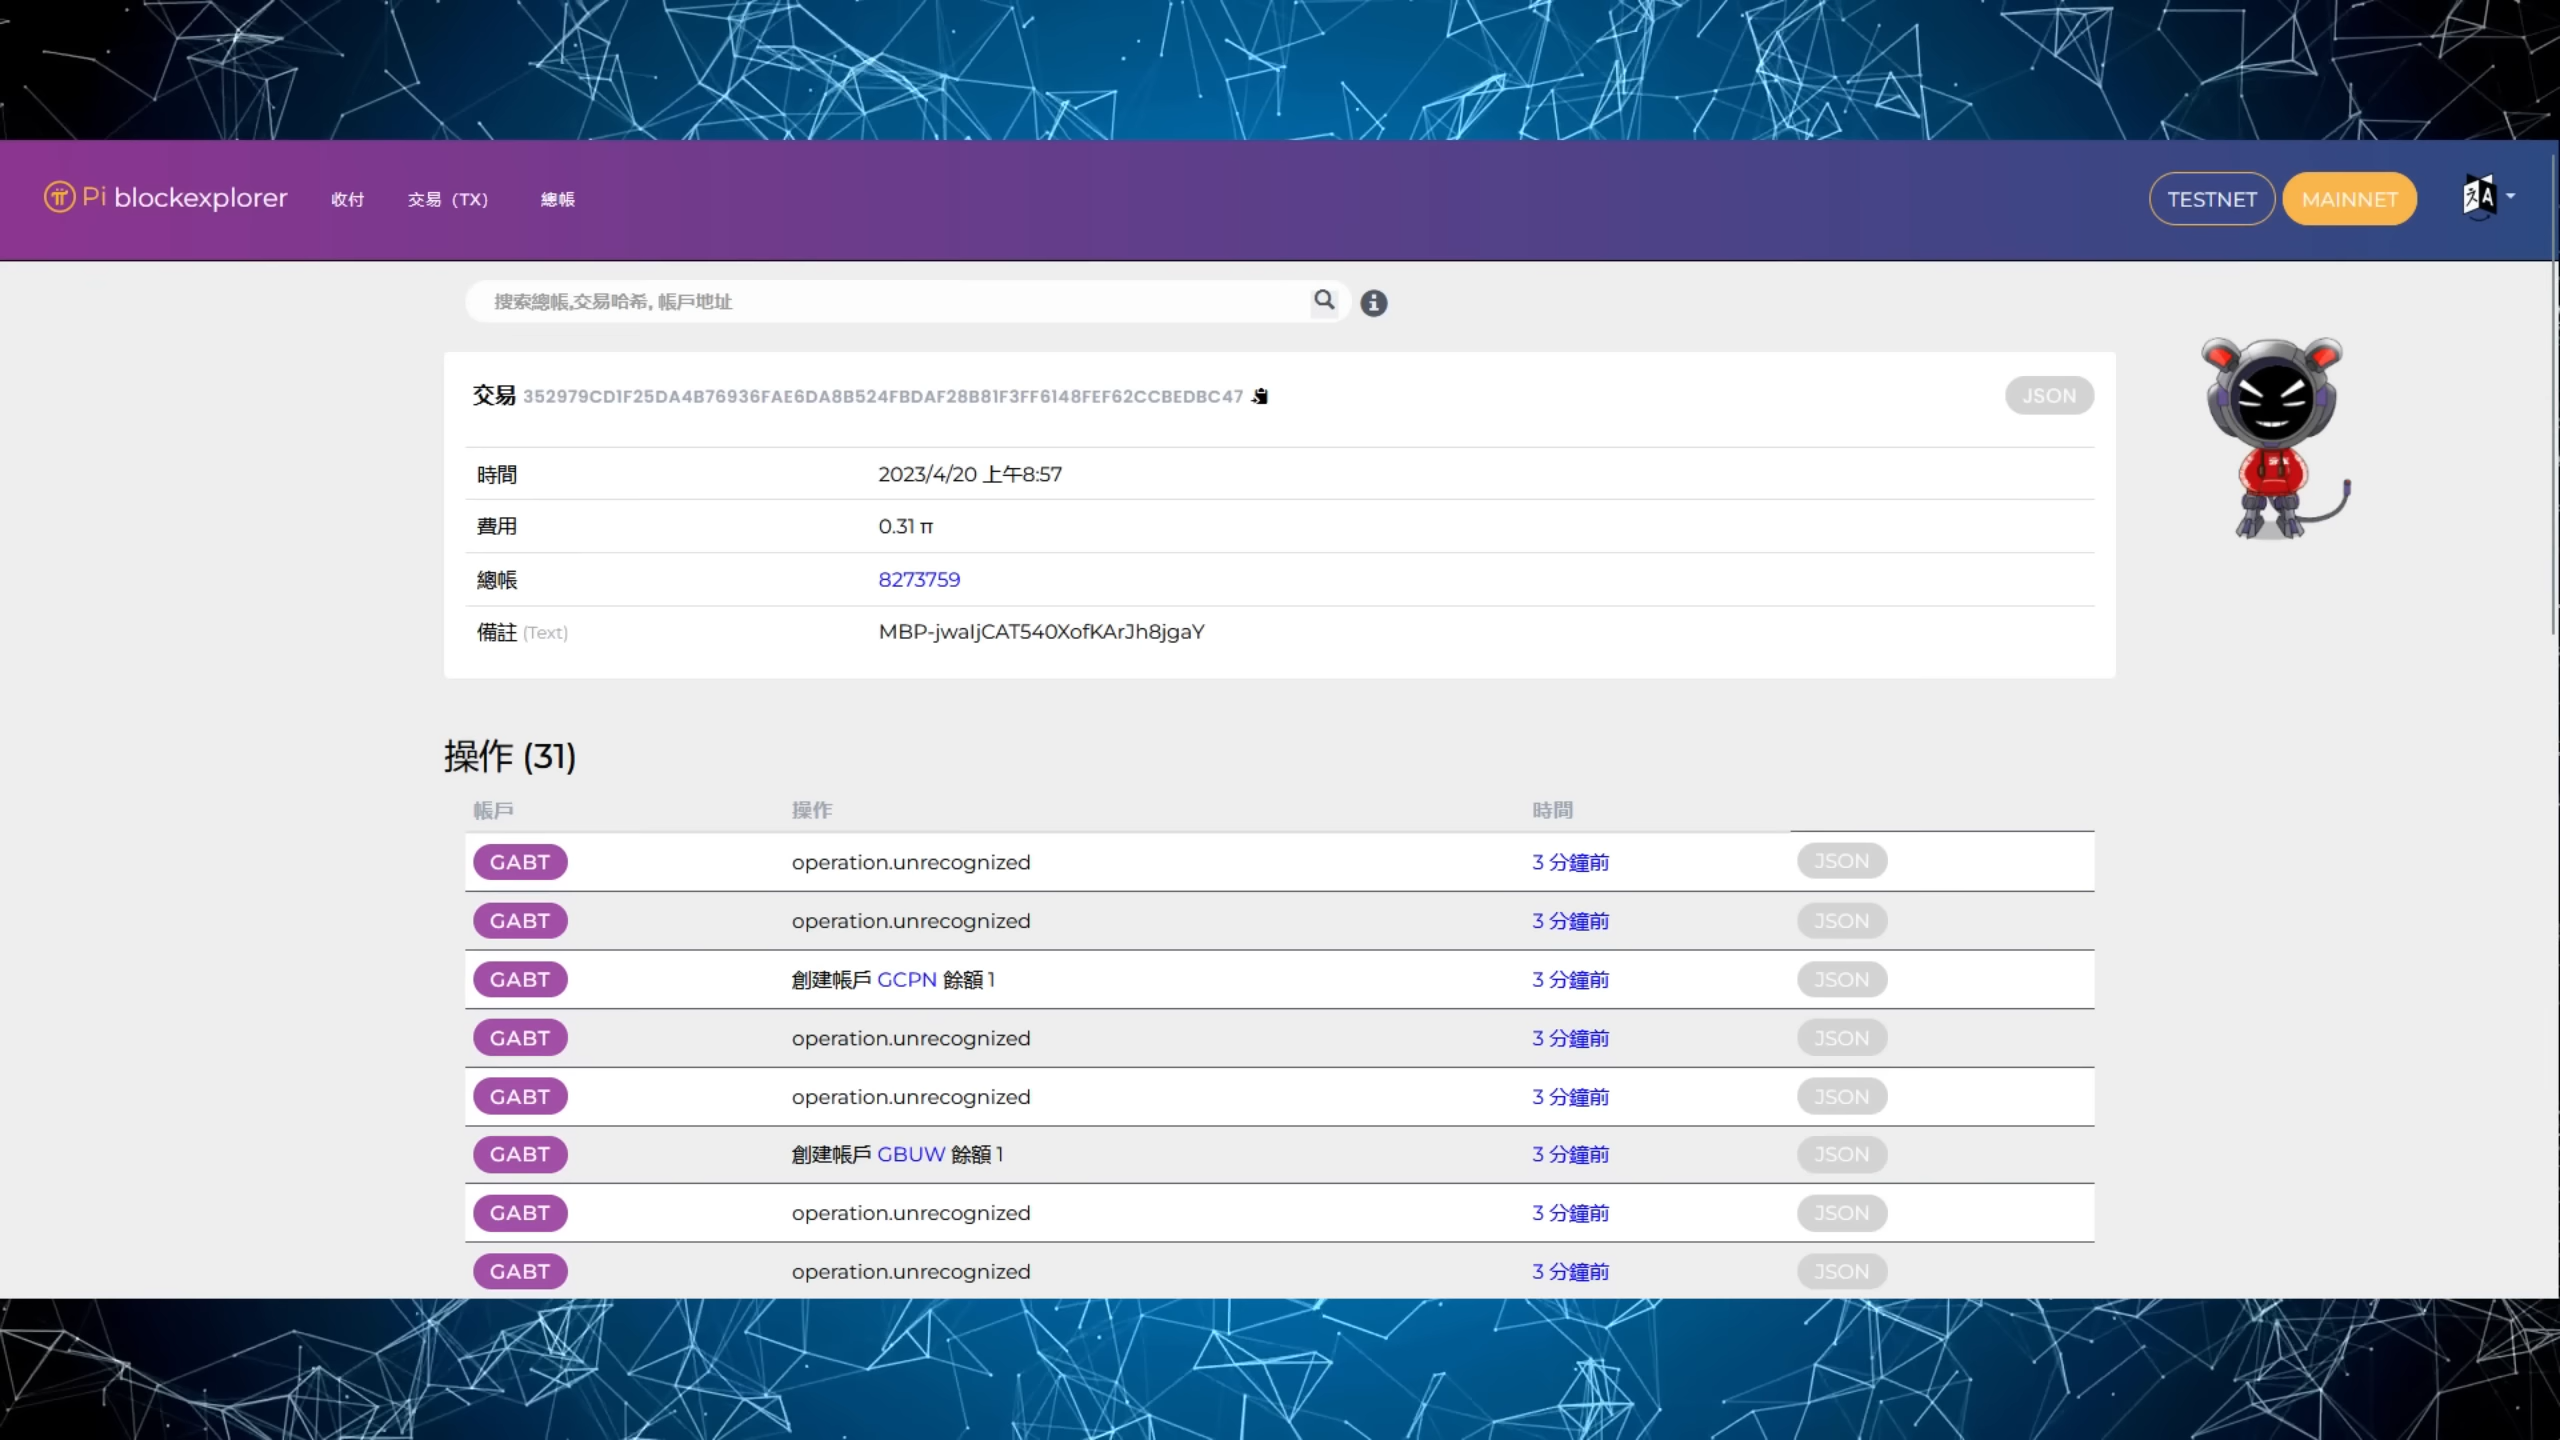 Pi blockexplorer 收付 交易 (TX) 總帳 TESTNET MAINNET
搜索總帳,交易哈希, 帳戶地址
交易 352979CD1F25DA4B76936FAE6DA8B524FBDAF28B81F3FF6148FEF62CCBEDBC47 JSON
時間 2023/4/20 上午8:57
費用 0.31 π
總帳 8273759
備註 (Text) MBP-jwaIjCAT540XofKArJh8jgaY
操作 (31)
帳戶 操作 時間
GABT operation.unrecognized 3 分鐘前 JSON
GABT operation.unrecognized 3 分鐘前 JSON
GABT 創建帳戶 GCPN 餘額 1 3 分鐘前 JSON
GABT operation.unrecognized 3 分鐘前 JSON
GABT operation.unrecognized 3 分鐘前 JSON
GABT 創建帳戶 GBUW 餘額 1 3 分鐘前 JSON
GABT operation.unrecognized 3 分鐘前 JSON
GABT operation.unrecognized 3 分鐘前 JSON